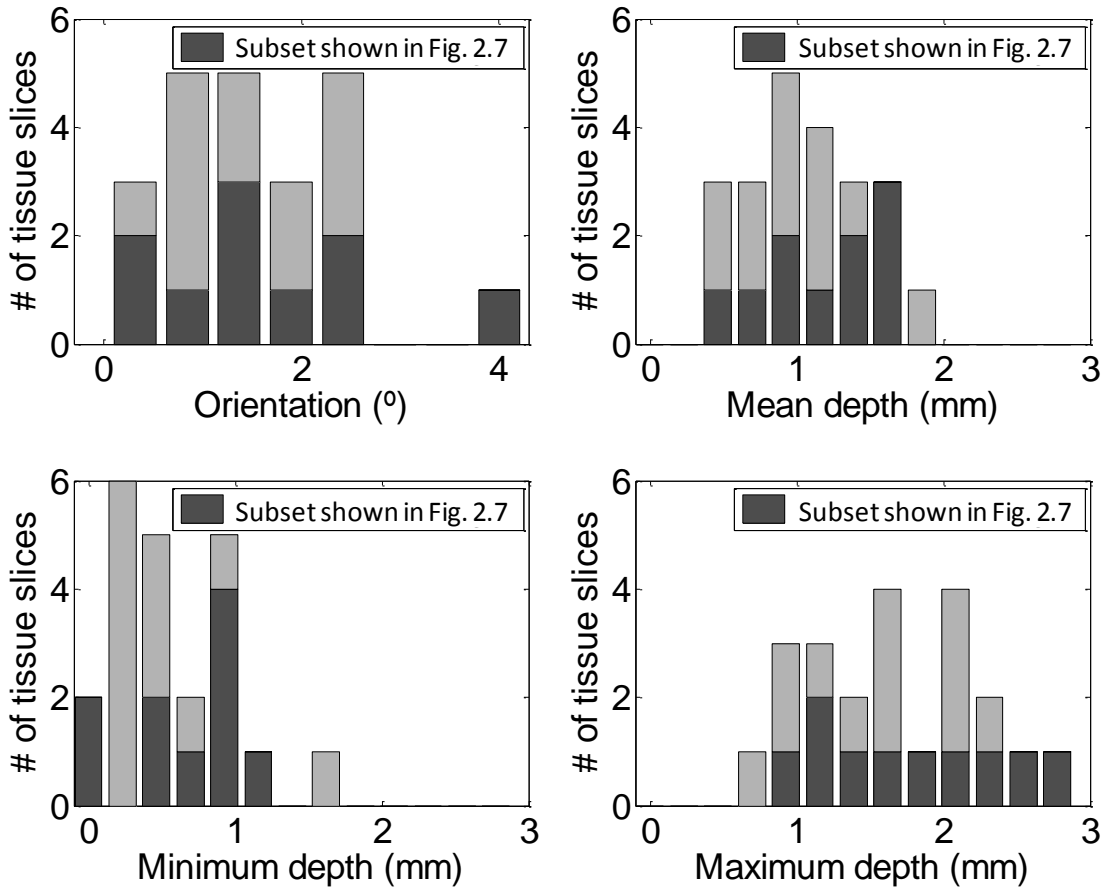 6
4
2
0
# of tissue slices
Subset shown in Fig. 2.7
0 2 4
Orientation (º)
6
4
2
0
# of tissue slices
Subset shown in Fig. 2.7
0 1 2 3
Mean depth (mm)
6
4
2
0
# of tissue slices
Subset shown in Fig. 2.7
0 1 2 3
Minimum depth (mm)
6
4
2
0
# of tissue slices
Subset shown in Fig. 2.7
0 1 2 3
Maximum depth (mm)